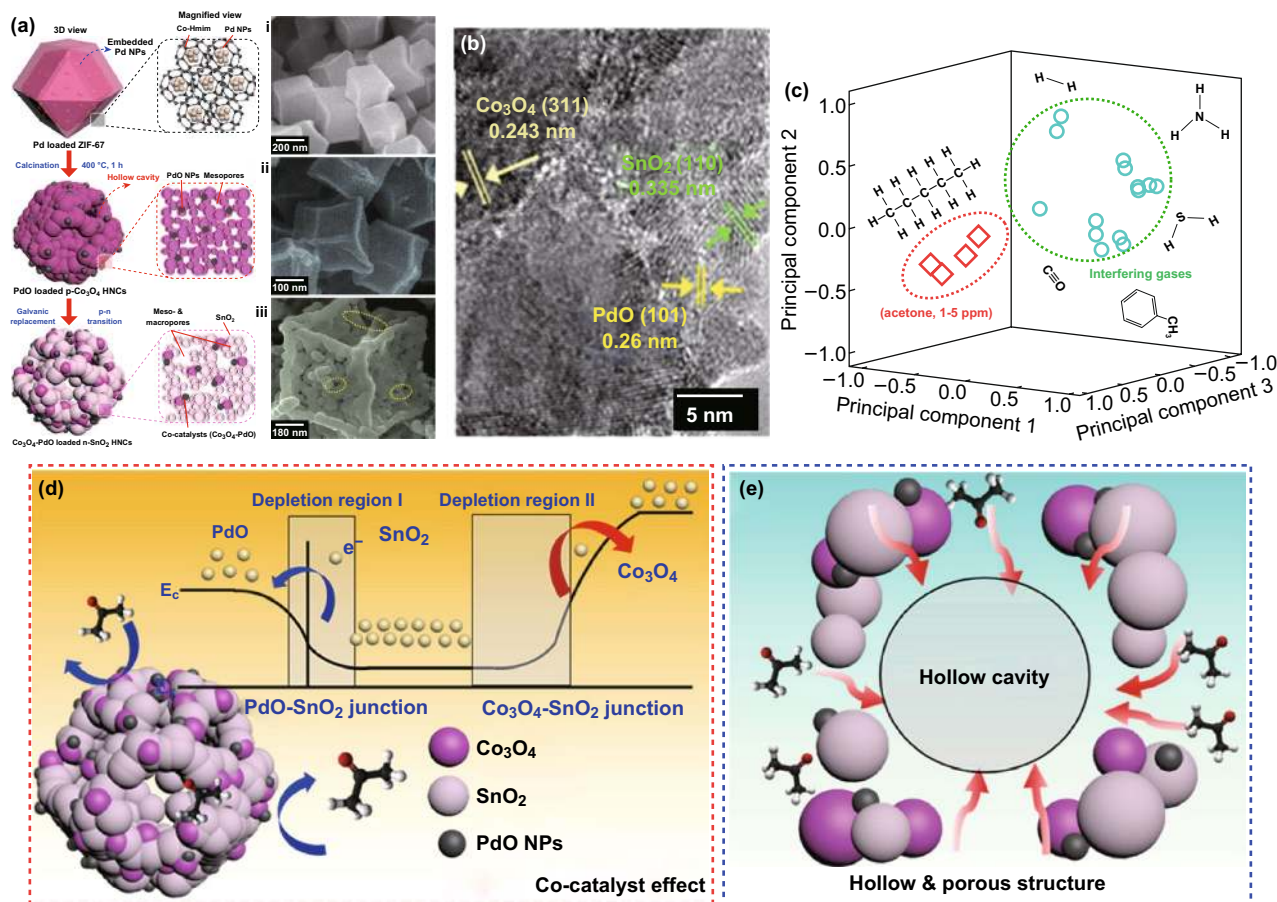 (a)
3D view
Embedded
Pd NPs
Magnified view
Co-Hmim
Pd NPs
Pd loaded ZIF-67
Calcination
400 °C, 1 h
Hollow cavity
PdO NPs
Mesopores
PdO loaded p-Co₃O₄ HNCs
Galvanic
replacement
p-n
transition
Meso- &
macropores
SnO₂
Co₃O₄-PdO loaded n-SnO₂ HNCs
Co-catalysts (Co₃O₄-PdO)
i
200 nm
ii
100 nm
iii
180 nm
(b)
Co₃O₄ (311)
0.243 nm
SnO₂ (110)
0.335 nm
PdO (101)
0.26 nm
5 nm
(c)
Principal component 2
1.0
0.5
0.0
−0.5
−1.0
−1.0
−0.5
0.0
0.5
1.0
Principal component 1
1.0
0.5
0.0
−0.5
−1.0
Principal component 3
H H
H
N
H H
H H H H H H
H C C C C C C H
H H H H H H
S H
H
C≡O
CH₃
Interfering gases
(acetone, 1-5 ppm)
(d)
Depletion region I
Depletion region II
PdO
e⁻
SnO₂
Co₃O₄
E꜀
PdO-SnO₂ junction
Co₃O₄-SnO₂ junction
Co₃O₄
SnO₂
PdO NPs
Co-catalyst effect
(e)
Hollow cavity
Hollow & porous structure